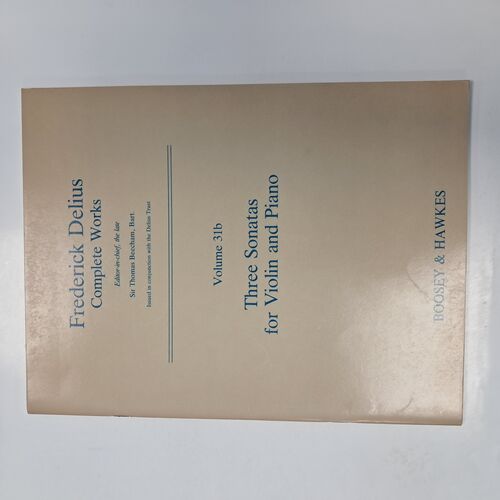 Frederick Delius
Complete Works
Editor-in-chief, the late
Sir Thomas Beecham, Bart.
Issued in conjunction with the Delius Trust
Volume 31b
Three Sonatas
for Violin and Piano
BOOSEY & HAWKES